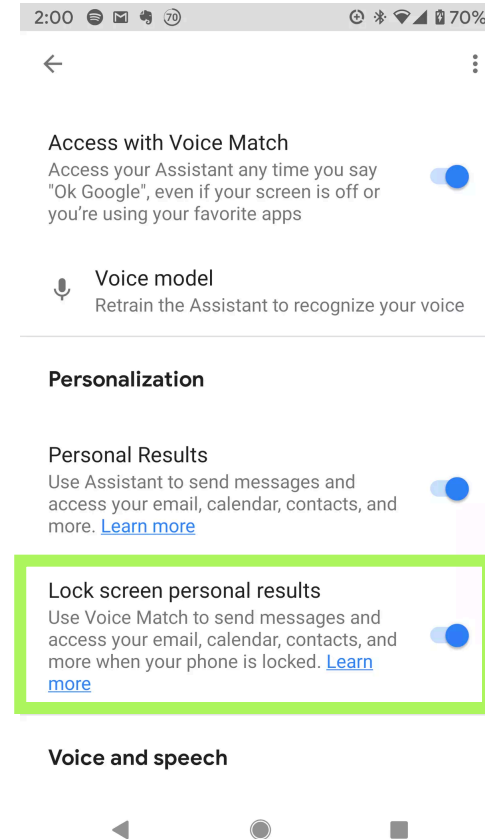 2:00 70 70%
Access with Voice Match
Access your Assistant any time you say
"Ok Google", even if your screen is off or
you’re using your favorite apps
Voice model
Retrain the Assistant to recognize your voice
Personalization
Personal Results
Use Assistant to send messages and
access your email, calendar, contacts, and
more. Learn more
Lock screen personal results
Use Voice Match to send messages and
access your email, calendar, contacts, and
more when your phone is locked. Learn
more
Voice and speech